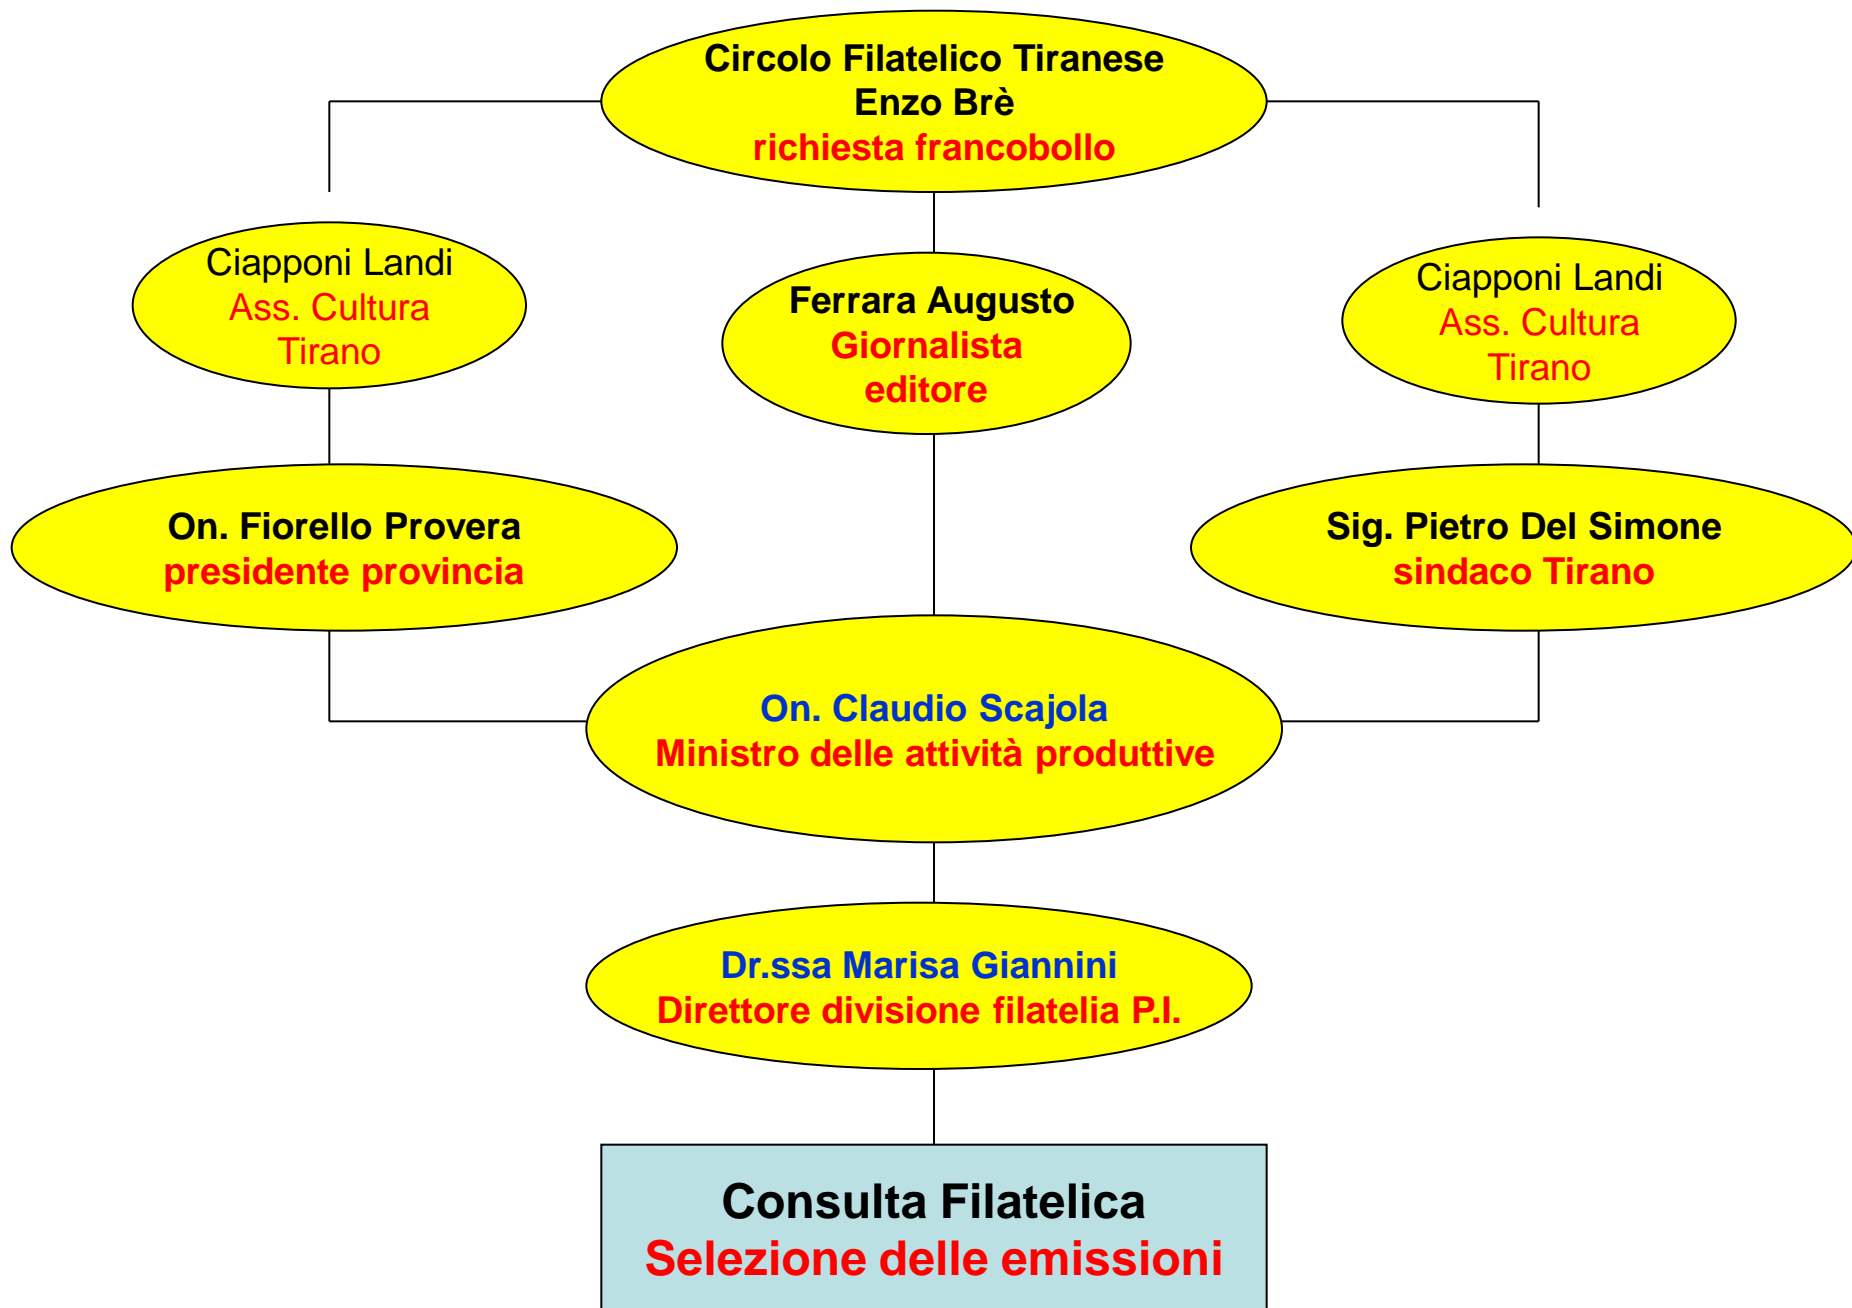 Circolo Filatelico Tiranese
Enzo Brè
richiesta francobollo
Ciapponi Landi
Ass. Cultura
Tirano
Ferrara Augusto
Giornalista
editore
Ciapponi Landi
Ass. Cultura
Tirano
On. Fiorello Provera
presidente provincia
Sig. Pietro Del Simone
sindaco Tirano
On. Claudio Scajola
Ministro delle attività produttive
Dr.ssa Marisa Giannini
Direttore divisione filatelia P.I.
Consulta Filatelica
Selezione delle emissioni